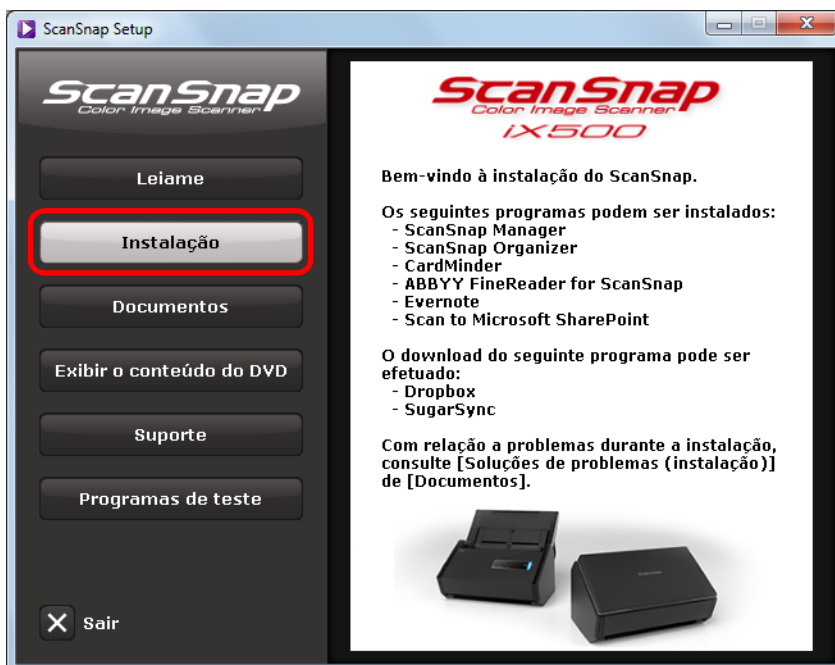 ScanSnap Setup
ScanSnap
Color Image Scanner
Leiame
Instalação
Documentos
Exibir o conteúdo do DVD
Suporte
Programas de teste
Sair
ScanSnap
Color Image Scanner
iX500
Bem-vindo à instalação do ScanSnap.
Os seguintes programas podem ser instalados:
- ScanSnap Manager
- ScanSnap Organizer
- CardMinder
- ABBYY FineReader for ScanSnap
- Evernote
- Scan to Microsoft SharePoint
O download do seguinte programa pode ser
efetuado:
- Dropbox
- SugarSync
Com relação a problemas durante a instalação,
consulte [Soluções de problemas (instalação)]
de [Documentos].